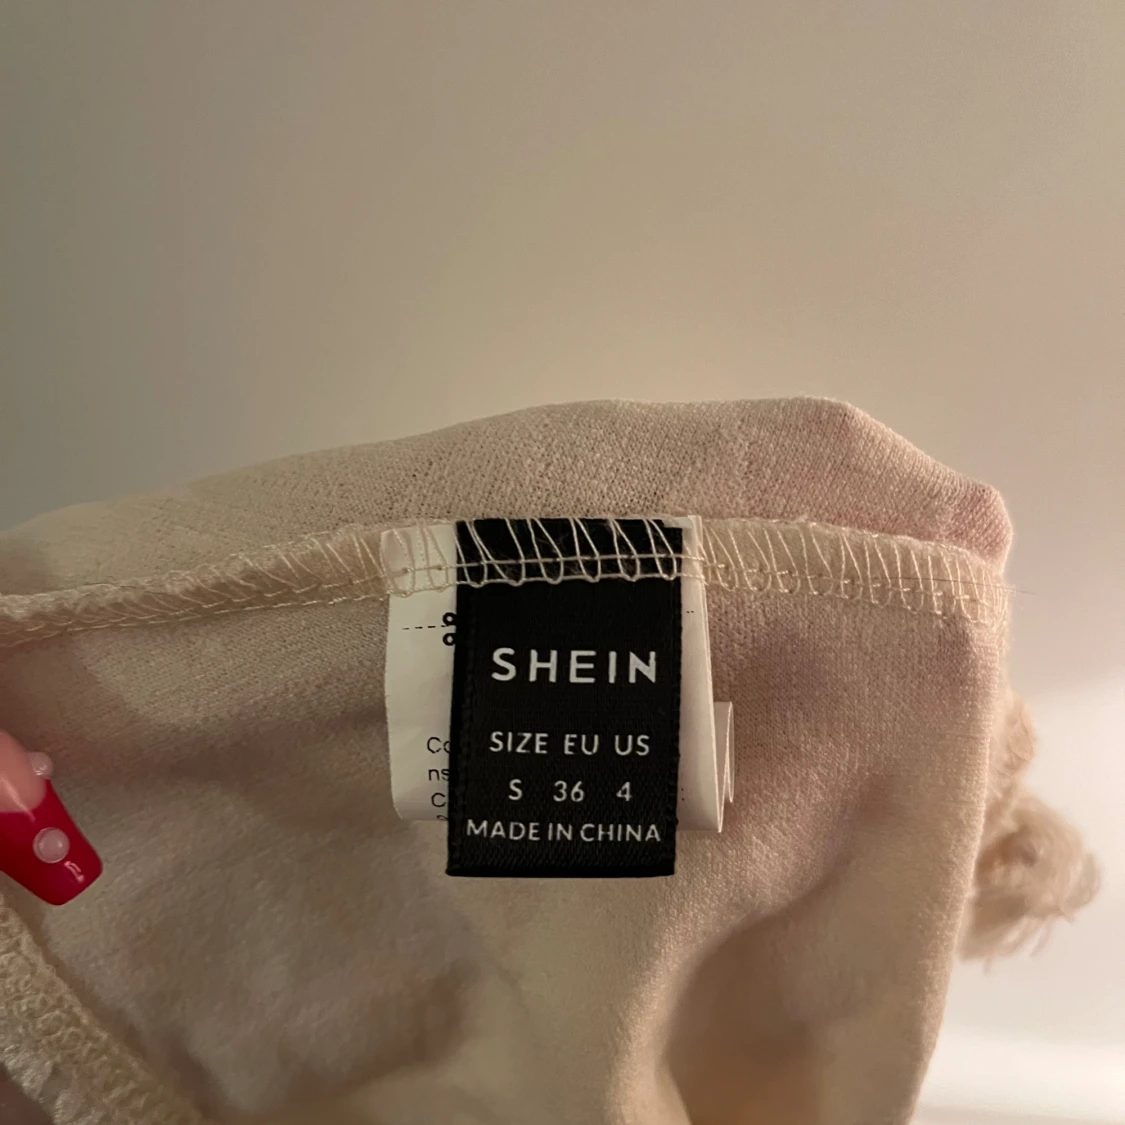 SHEIN
SIZE EU US
S 36 4
MADE IN CHINA